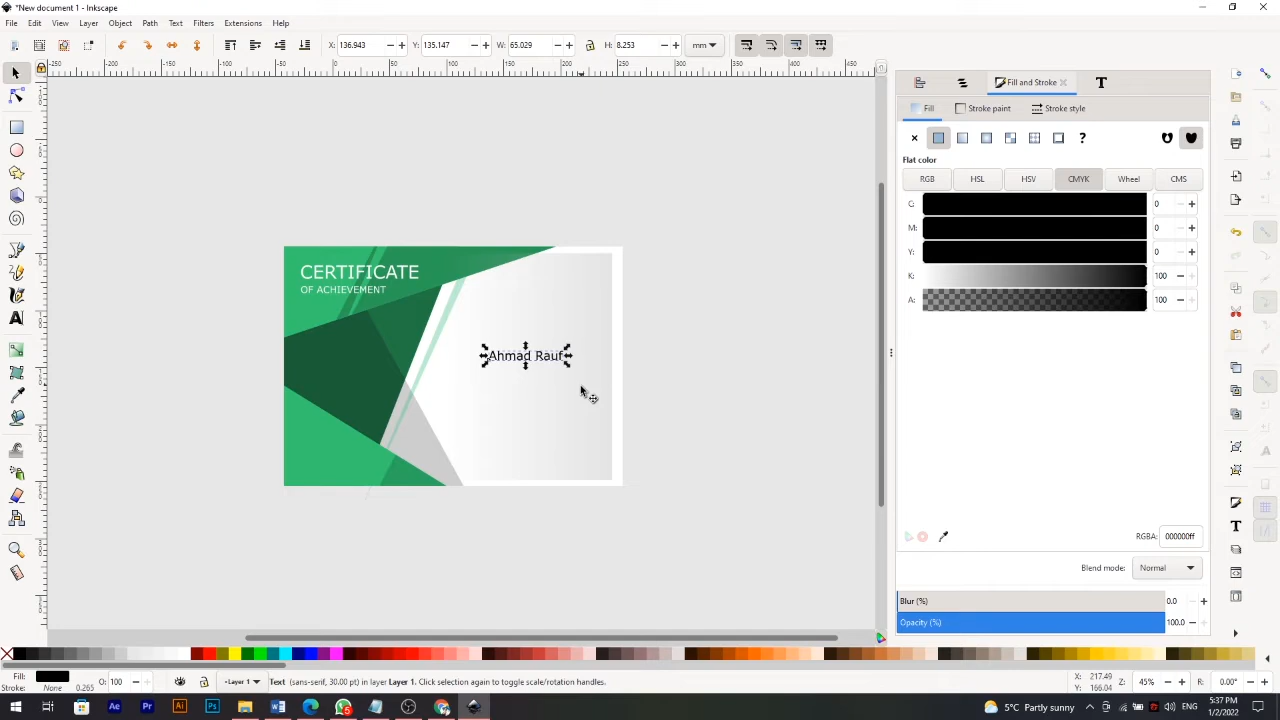 *New document 1 - Inkscape
File Edit View Layer Object Path Text Filters Extensions Help
X: 136.943 Y: 135.147 W: 65.029 H: 8.253 mm
Fill and Stroke
Fill Stroke paint Stroke style
Flat color
RGB HSL HSV CMYK Wheel CMS
C: 0
M: 0
Y: 0
K: 100
A: 100
CERTIFICATE
OF ACHIEVEMENT
Ahmad Rauf
RGBA: 000000ff
Blend mode: Normal
Blur (%) 0.0
Opacity (%) 100.0
Fill:
Stroke: None 0.265
O: 100
Layer 1
Text (sans-serif, 30.00 pt) in layer Layer 1. Click selection again to toggle scale/rotation handles.
X: 217.49
Y: 166.04
Z: 45%
R: 0.00°
5°C Partly sunny
ENG
5:37 PM
1/2/2022